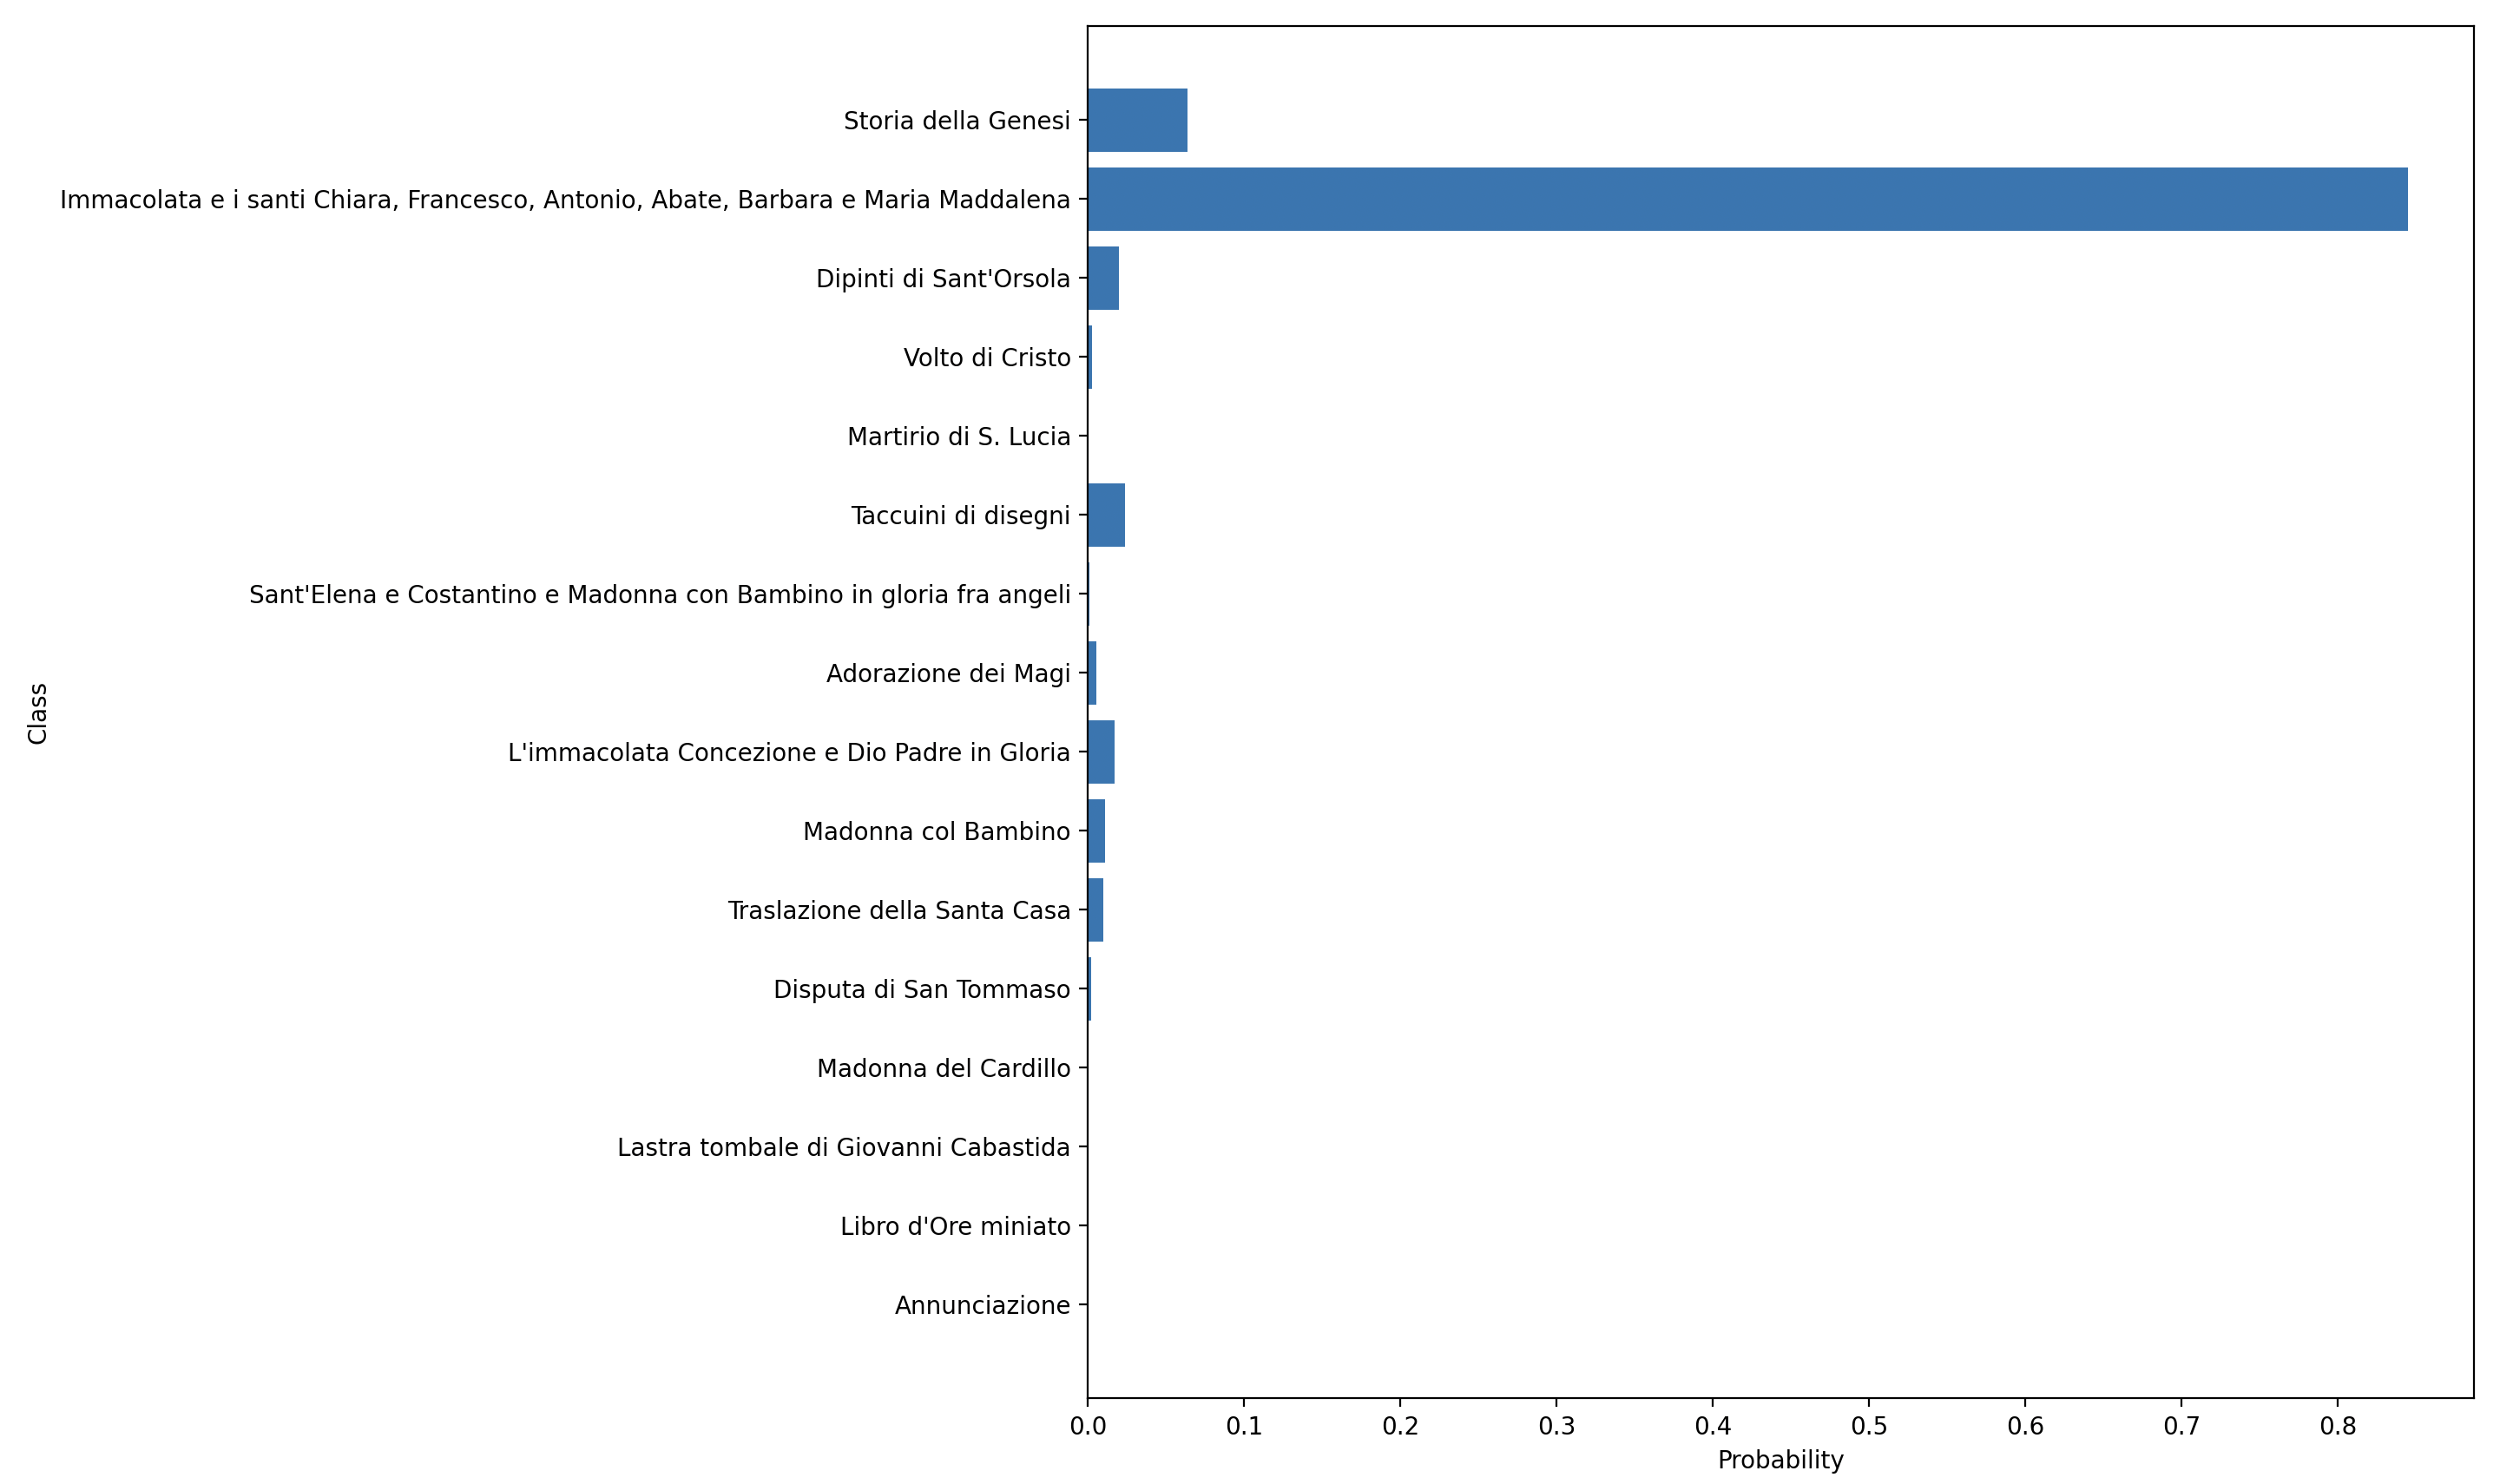 Storia della Genesi
Immacolata e i santi Chiara, Francesco, Antonio, Abate, Barbara e Maria Maddalena
Dipinti di Sant'Orsola
Volto di Cristo
Martirio di S. Lucia
Taccuini di disegni
Sant'Elena e Costantino e Madonna con Bambino in gloria fra angeli
Adorazione dei Magi
L'immacolata Concezione e Dio Padre in Gloria
Madonna col Bambino
Traslazione della Santa Casa
Disputa di San Tommaso
Madonna del Cardillo
Lastra tombale di Giovanni Cabastida
Libro d'Ore miniato
Annunciazione
Class
0.0 0.1 0.2 0.3 0.4 0.5 0.6 0.7 0.8
Probability